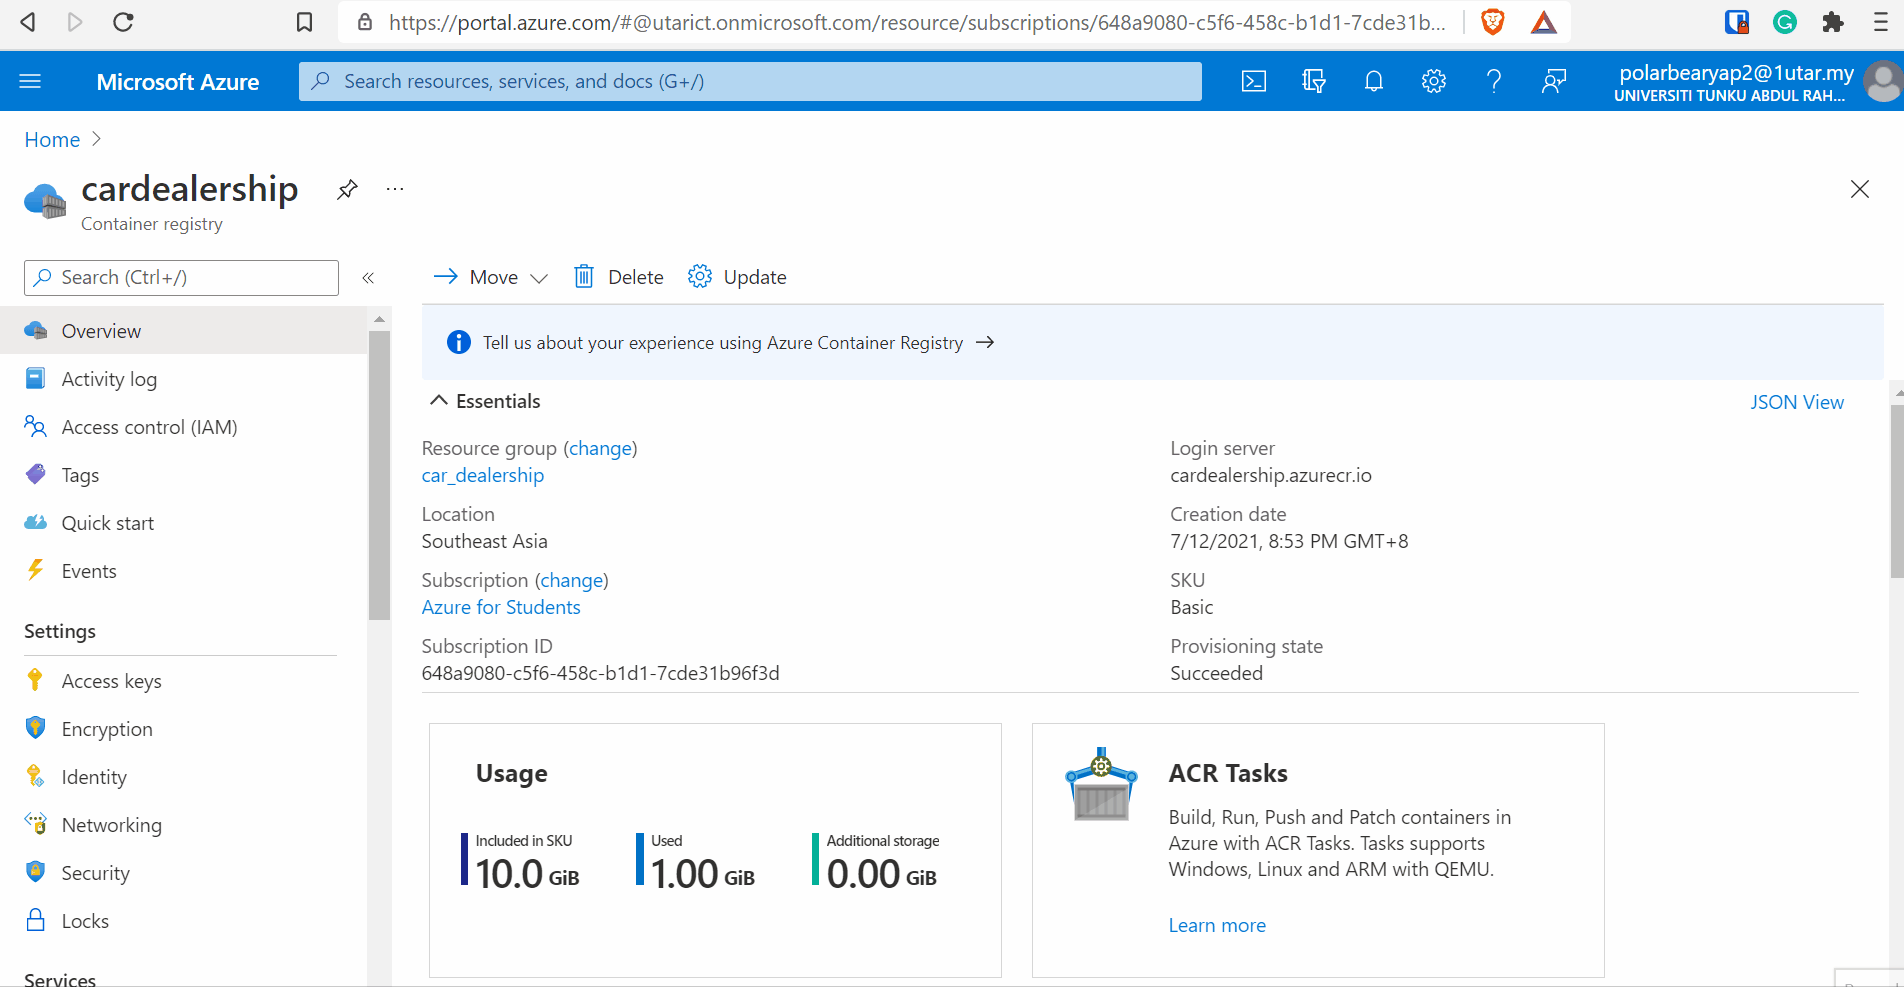 https://portal.azure.com/#@utarict.onmicrosoft.com/resource/subscriptions/648a9080-c5f6-458c-b1d1-7cde31b...
Microsoft Azure
Search resources, services, and docs (G+/)
polarbearyap2@1utar.my
UNIVERSITI TUNKU ABDUL RAH...
Home
cardealership
...
Container registry
Search (Ctrl+/)
«
Move
Delete
Update
Overview
Activity log
Access control (IAM)
Tags
Quick start
Events
Settings
Access keys
Encryption
Identity
Networking
Security
Locks
Services
Tell us about your experience using Azure Container Registry →
Essentials
JSON View
Resource group (change)
car_dealership
Location
Southeast Asia
Subscription (change)
Azure for Students
Subscription ID
648a9080-c5f6-458c-b1d1-7cde31b96f3d
Login server
cardealership.azurecr.io
Creation date
7/12/2021, 8:53 PM GMT+8
SKU
Basic
Provisioning state
Succeeded
Usage
Included in SKU
10.0 GiB
Used
1.00 GiB
Additional storage
0.00 GiB
ACR Tasks
Build, Run, Push and Patch containers in
Azure with ACR Tasks. Tasks supports
Windows, Linux and ARM with QEMU.
Learn more